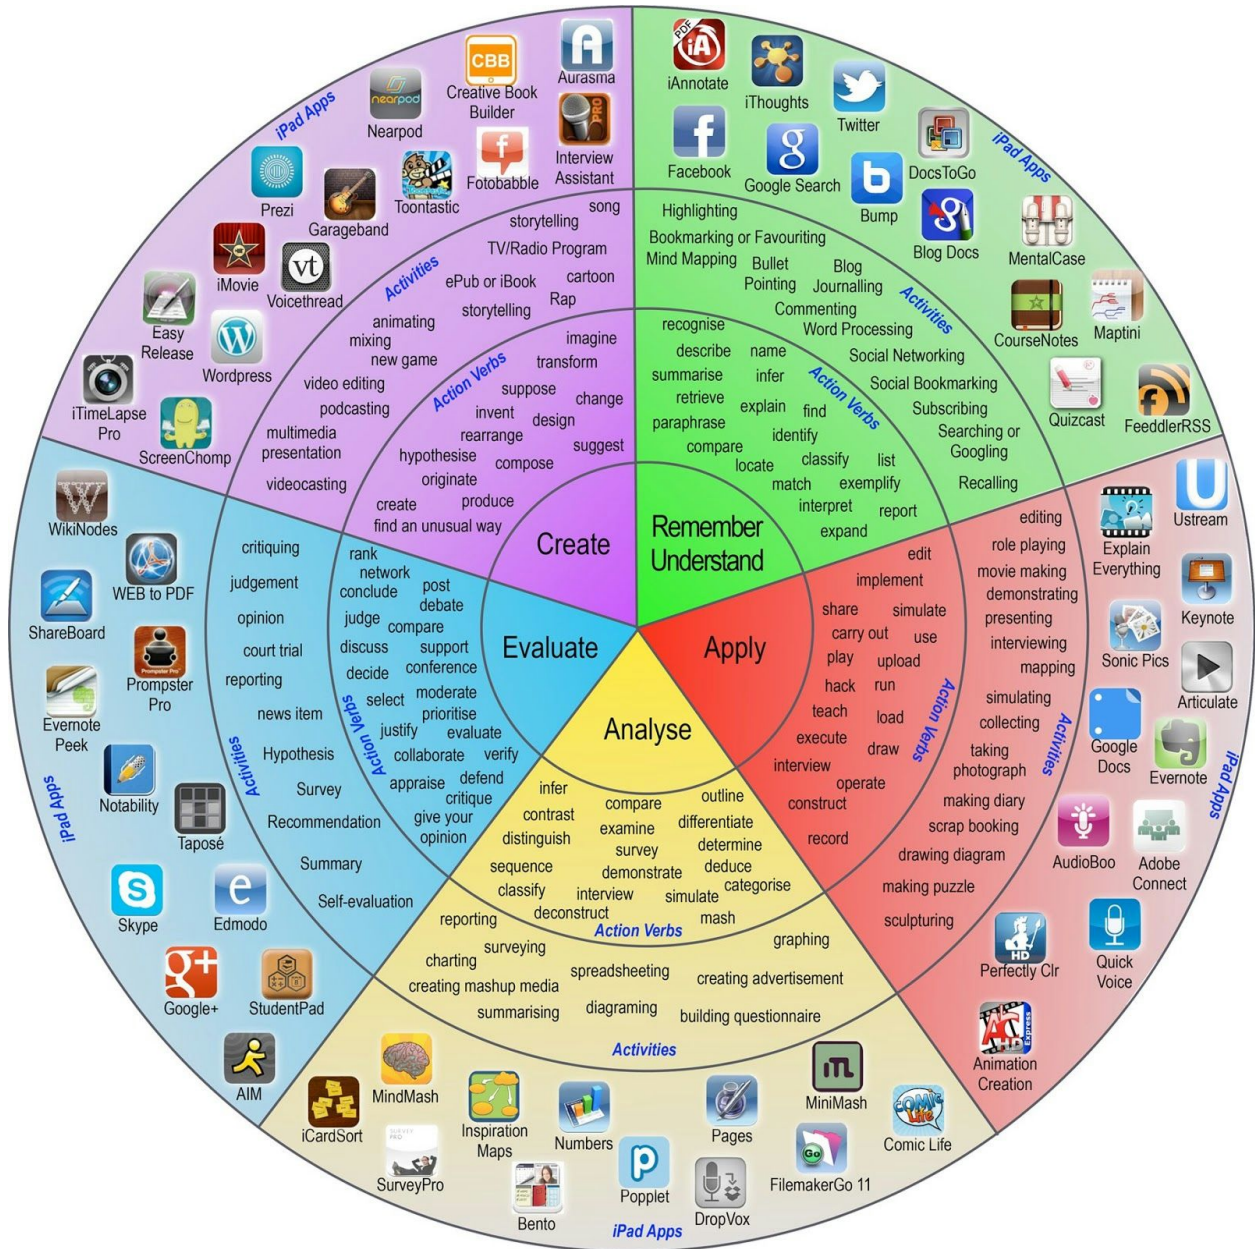 Create
Remember
Understand
Apply
Analyse
Evaluate
iPad Apps
CBB
Creative Book
Builder
Aurasma
nearpod
Nearpod
Fotobabble
PRO
Interview
Assistant
Prezi
Garageband
Toontastic
iMovie
vt
Voicethread
Easy
Release
Wordpress
iTimeLapse
Pro
ScreenChomp
Activities
song
storytelling
TV/Radio Program
ePub or iBook
cartoon
storytelling
Rap
animating
mixing
new game
video editing
podcasting
multimedia
presentation
videocasting
Action Verbs
imagine
transform
suppose
change
invent
design
rearrange
suggest
hypothesise
compose
originate
create
produce
find an unusual way
iPad Apps
PDF
iA
iAnnotate
iThoughts
Twitter
Facebook
Google Search
Bump
DocsToGo
Blog Docs
MentalCase
CourseNotes
Maptini
Quizcast
FeeddlerRSS
Activities
Highlighting
Bookmarking or Favouriting
Mind Mapping
Bullet
Pointing
Blog
Journalling
Commenting
Word Processing
Social Networking
Social Bookmarking
Subscribing
Searching or
Googling
Recalling
Action Verbs
recognise
describe
name
summarise
infer
retrieve
explain
find
paraphrase
identify
compare
classify
list
locate
match
exemplify
interpret
report
expand
Ustream
Explain
Everything
Keynote
Sonic Pics
Articulate
Google
Docs
Evernote
iPad Apps
AudioBoo
Adobe
Connect
HD
Perfectly Clr
Quick
Voice
HD
Express
Animation
Creation
editing
role playing
movie making
demonstrating
presenting
interviewing
mapping
simulating
collecting
Activities
taking
photograph
making diary
scrap booking
drawing diagram
making puzzle
sculpturing
edit
implement
share
simulate
carry out
use
play
upload
hack
run
Action Verbs
teach
load
execute
draw
interview
operate
construct
record
infer
compare
outline
contrast
examine
differentiate
distinguish
survey
determine
sequence
demonstrate
deduce
classify
interview
simulate
categorise
deconstruct
mash
Action Verbs
reporting
surveying
graphing
charting
spreadsheeting
creating advertisement
creating mashup media
summarising
diagraming
building questionnaire
Activities
MindMash
iCardSort
SURVEY
PRO
SurveyPro
Inspiration
Maps
Numbers
Bento
Popplet
Pages
DropVox
MiniMash
Go
FilemakerGo 11
COMIC
Life
Comic Life
iPad Apps
rank
network
conclude
post
debate
judge
compare
discuss
support
conference
decide
select
moderate
prioritise
justify
evaluate
collaborate
verify
appraise
defend
critique
give your
opinion
Action Verbs
critiquing
judgement
opinion
court trial
reporting
news item
Hypothesis
Survey
Recommendation
Summary
Self-evaluation
Activities
WikiNodes
WEB to PDF
ShareBoard
Prompster Pro
Prompster
Pro
Evernote
Peek
Notability
Taposé
Skype
Edmodo
g+
Google+
StudentPad
AIM
iPad Apps